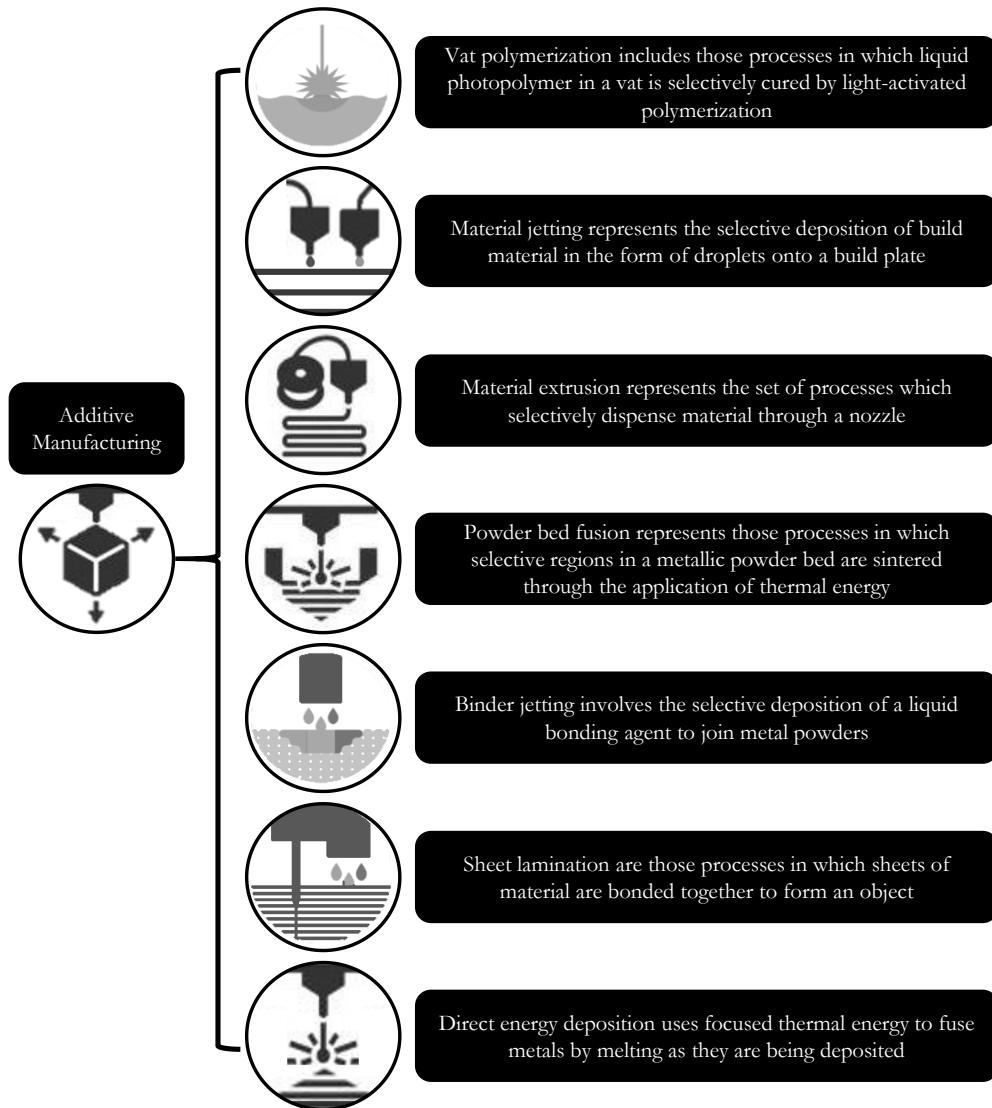 Vat polymerization includes those processes in which liquid
photopolymer in a vat is selectively cured by light-activated
polymerization
Material jetting represents the selective deposition of build
material in the form of droplets onto a build plate
Material extrusion represents the set of processes which
selectively dispense material through a nozzle
Additive
Manufacturing
Powder bed fusion represents those processes in which
selective regions in a metallic powder bed are sintered
through the application of thermal energy
Binder jetting involves the selective deposition of a liquid
bonding agent to join metal powders
Sheet lamination are those processes in which sheets of
material are bonded together to form an object
Direct energy deposition uses focused thermal energy to fuse
metals by melting as they are being deposited